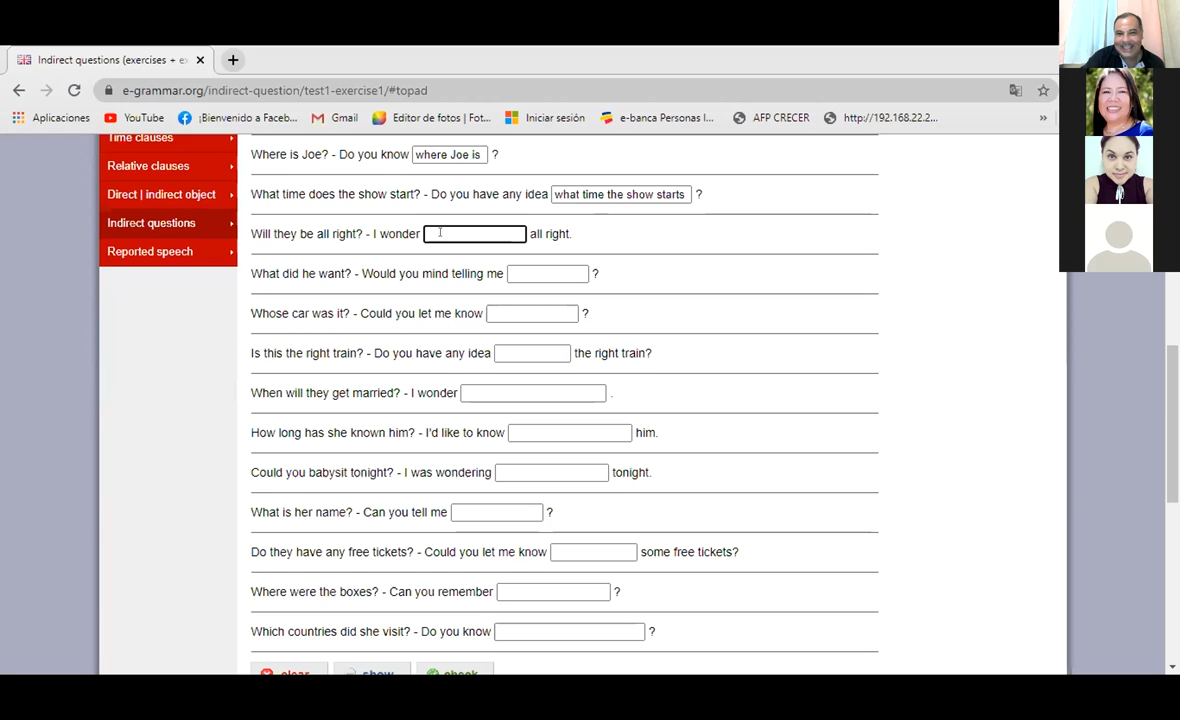 Indirect questions (exercises + e
e-grammar.org/indirect-question/test1-exercise1/#topad
Aplicaciones
YouTube
¡Bienvenido a Faceb...
Gmail
Editor de fotos | Fot...
Iniciar sesión
e-banca Personas I...
AFP CRECER
http://192.168.22.2...
»
Time clauses
Relative clauses
Direct | indirect object
Indirect questions
Reported speech
Where is Joe? - Do you know where Joe is ?
What time does the show start? - Do you have any idea what time the show starts ?
Will they be all right? - I wonder all right.
What did he want? - Would you mind telling me ?
Whose car was it? - Could you let me know ?
Is this the right train? - Do you have any idea the right train?
When will they get married? - I wonder .
How long has she known him? - I'd like to know him.
Could you babysit tonight? - I was wondering tonight.
What is her name? - Can you tell me ?
Do they have any free tickets? - Could you let me know some free tickets?
Where were the boxes? - Can you remember ?
Which countries did she visit? - Do you know ?
clear show check